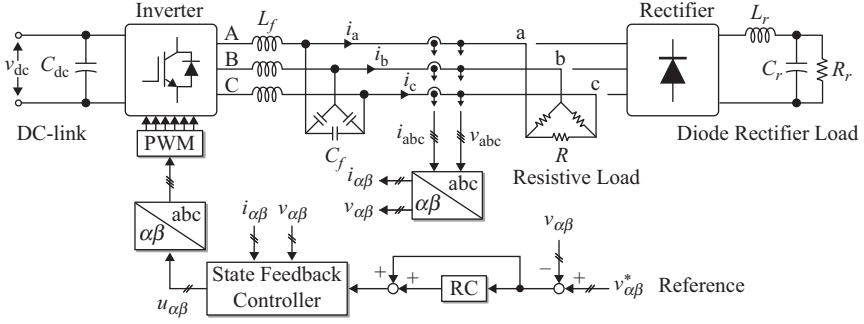 Inverter
Rectifier
A
L_f
i_a
a
L_r
B
i_b
b
v_dc
C_dc
C
i_c
c
C_r
R_r
DC-link
PWM
C_f
i_abc
v_abc
R
Resistive Load
Diode Rectifier Load
i_αβ
v_αβ
abc
αβ
abc
αβ
i_αβ
v_αβ
v_αβ
State Feedback
Controller
u_αβ
+
+
RC
−
+
v*_αβ
Reference